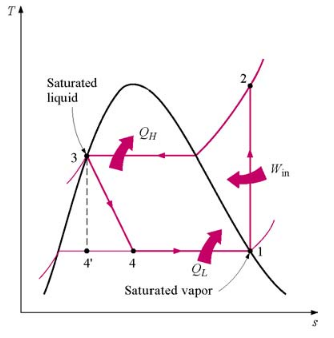 T
2
Saturated
liquid
Q_H
3
W_in
4'
4
Q_L
1
Saturated vapor
s